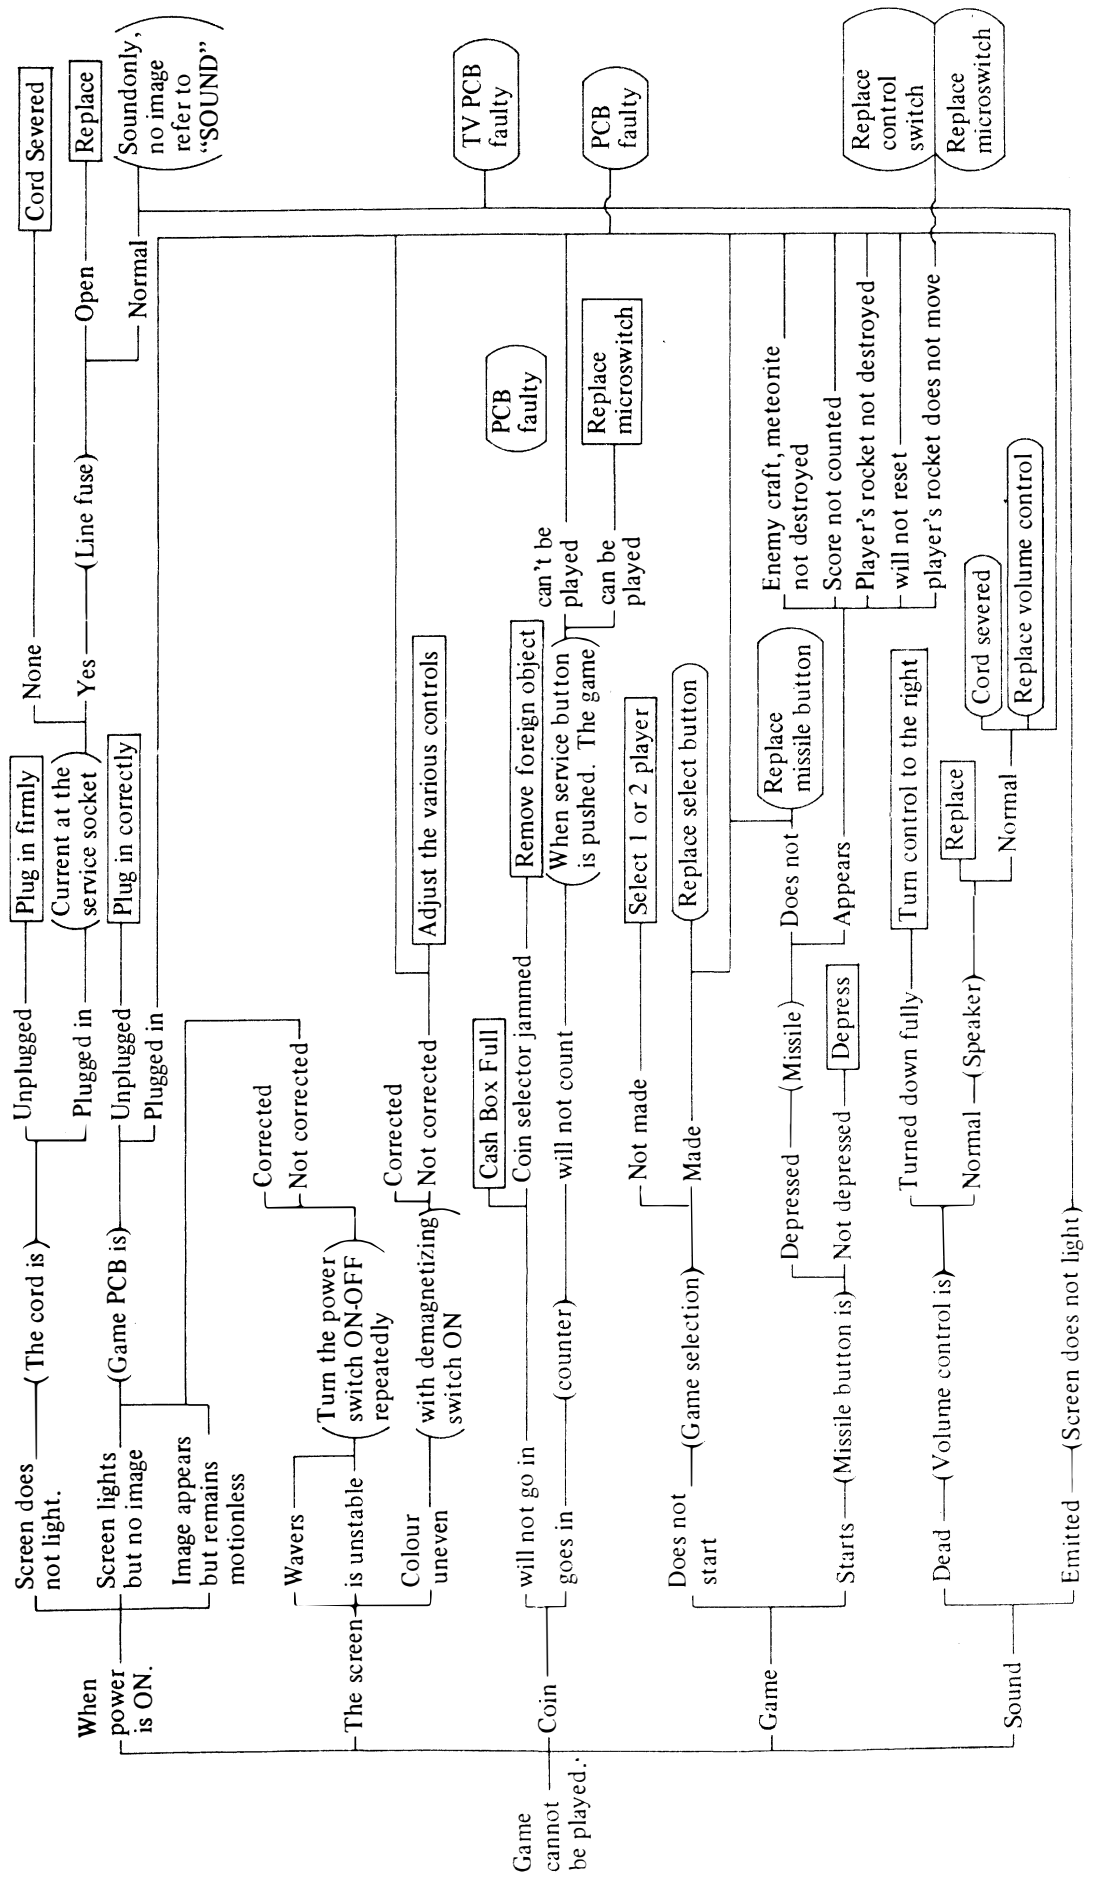 Game
cannot
be played.
When
power
is ON.
Screen does
not light.
(The cord is)
Unplugged
Plug in firmly
Plugged in
(Current at the
service socket)
None
Cord Severed
Yes
(Line fuse)
Open
Replace
Normal
(Soundonly,
no image
refer to
“SOUND”)
Screen lights
but no image
(Game PCB is)
Unplugged
Plug in correctly
Plugged in
Image appears
but remains
motionless
The screen
Wavers
is unstable
(Turn the power
switch ON-OFF
repeatedly)
Corrected
Not corrected
Colour
uneven
(with demagnetizing
switch ON)
Corrected
Not corrected
Adjust the various controls
TV PCB
faulty
Coin
will not go in
Cash Box Full
Coin selector jammed
Remove foreign object
goes in
(counter)
will not count
(When service button
is pushed. The game)
can't be
played
can be
played
PCB
faulty
Replace
microswitch
PCB
faulty
Game
Does not
start
(Game selection)
Not made
Select 1 or 2 player
Made
Replace select button
Starts
(Missile button is)
Depressed
(Missile)
Does not
Replace
missile button
Appears
Enemy craft, meteorite
not destroyed
Score not counted
Player's rocket not destroyed
will not reset
player's rocket does not move
Replace
control
switch
Replace
microswitch
Not depressed
Depress
Sound
Dead
(Volume control is)
Turned down fully
Turn control to the right
Normal
(Speaker)
Replace
Normal
Cord severed
Replace volume control
Emitted
(Screen does not light)